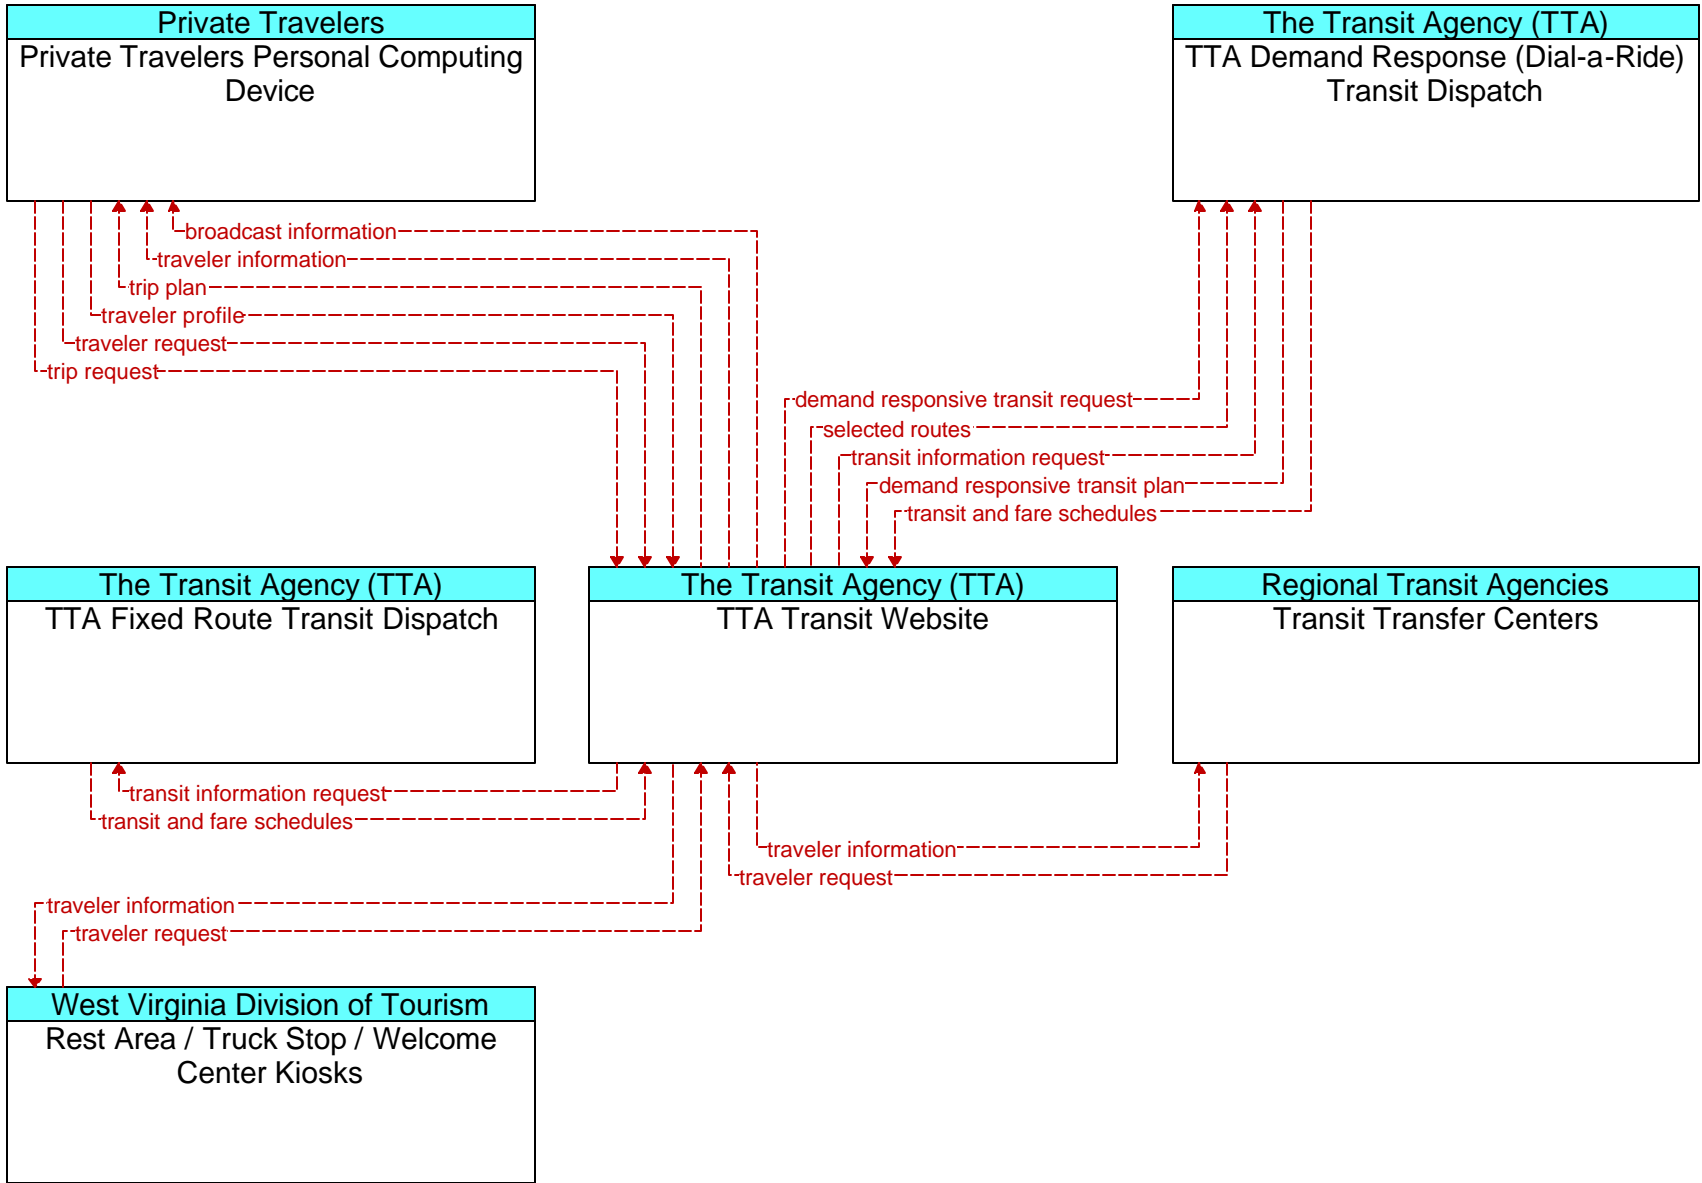 Private Travelers
Private Travelers Personal Computing
Device
The Transit Agency (TTA)
TTA Demand Response (Dial-a-Ride)
Transit Dispatch
broadcast information
traveler information
trip plan
traveler profile
traveler request
trip request
demand responsive transit request
selected routes
transit information request
demand responsive transit plan
transit and fare schedules
The Transit Agency (TTA)
TTA Fixed Route Transit Dispatch
The Transit Agency (TTA)
TTA Transit Website
Regional Transit Agencies
Transit Transfer Centers
transit information request
transit and fare schedules
traveler information
traveler request
traveler information
traveler request
West Virginia Division of Tourism
Rest Area / Truck Stop / Welcome
Center Kiosks